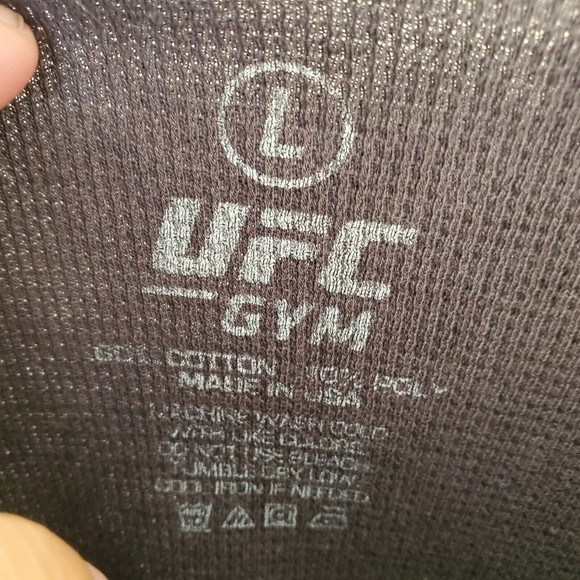 L
UFC
GYM
COTTON POLY
MADE IN USA
MACHINE WASH COLD
WITH LIKE COLORS
DO NOT USE BLEACH
TUMBLE DRY LOW
COOL IRON IF NEEDED